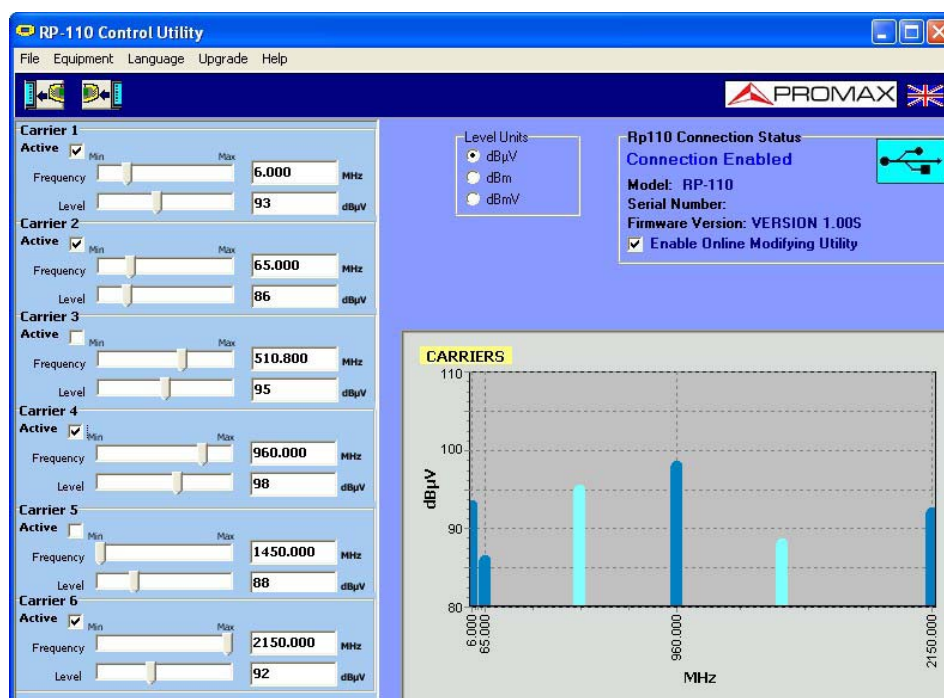 RP-110 Control Utility
File Equipment Language Upgrade Help
PROMAX
Carrier 1
Active Min Max
Frequency 6.000 MHz
Level 93 dBµV
Carrier 2
Active Min Max
Frequency 65.000 MHz
Level 86 dBµV
Carrier 3
Active Min Max
Frequency 510.800 MHz
Level 95 dBµV
Carrier 4
Active Min Max
Frequency 960.000 MHz
Level 98 dBµV
Carrier 5
Active Min Max
Frequency 1450.000 MHz
Level 88 dBµV
Carrier 6
Active Min Max
Frequency 2150.000 MHz
Level 92 dBµV
Level Units
dBµV
dBm
dBmV
Rp110 Connection Status
Connection Enabled
Model: RP-110
Serial Number:
Firmware Version: VERSION 1.00S
Enable Online Modifying Utility
CARRIERS
110
100
90
80
dBµV
6.000
65.000
960.000
2150.000
MHz